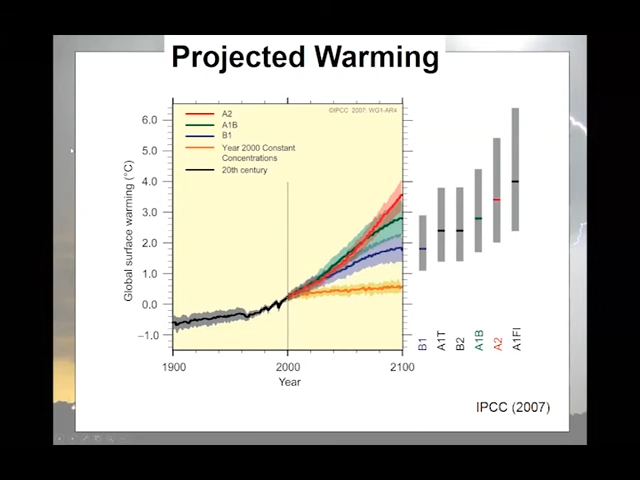 Projected Warming
©IPCC 2007: WG1-AR4
A2
A1B
B1
Year 2000 Constant
Concentrations
20th century
Global surface warming (°C)
6.0
5.0
4.0
3.0
2.0
1.0
0.0
−1.0
1900
2000
2100
Year
B1
A1T
B2
A1B
A2
A1FI
IPCC (2007)